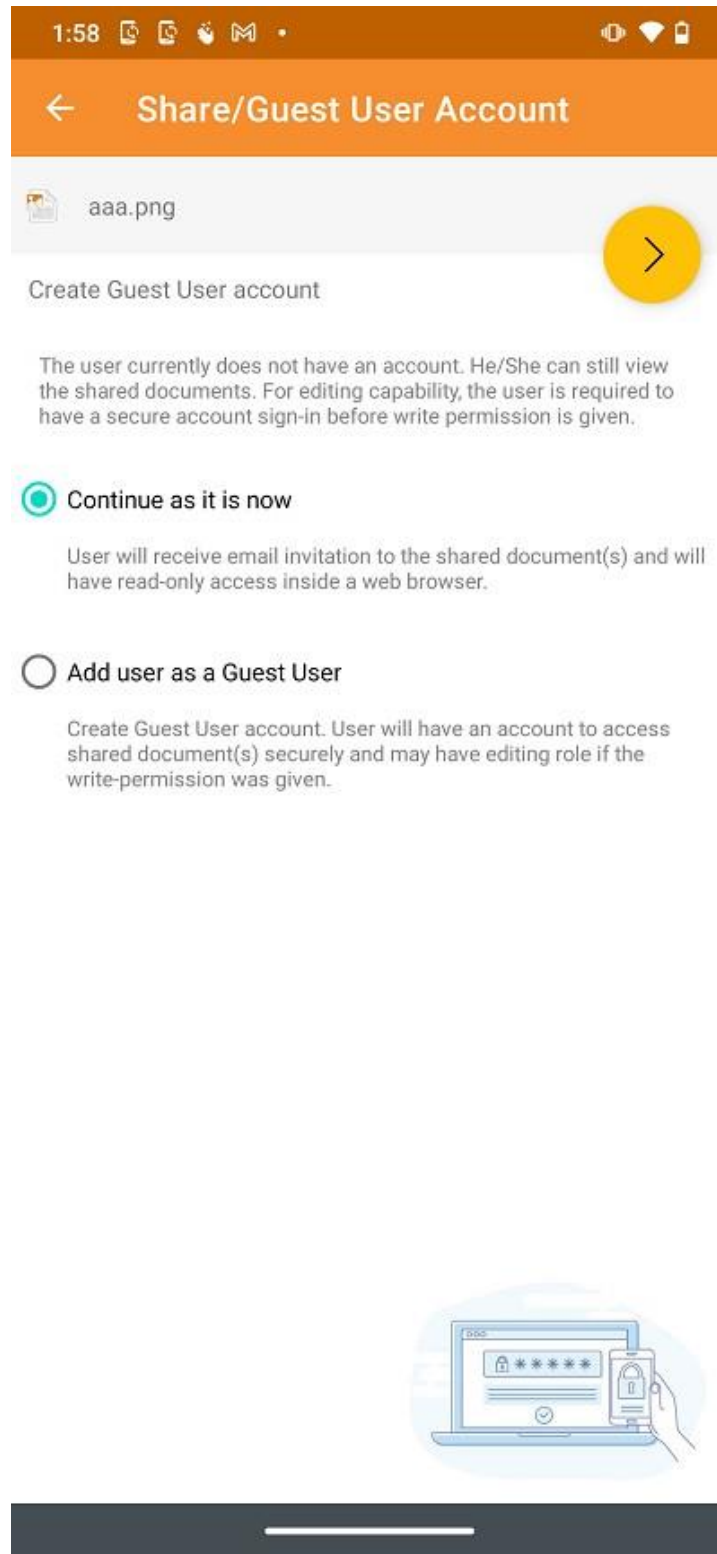 1:58
Share/Guest User Account
aaa.png
Create Guest User account
The user currently does not have an account. He/She can still view
the shared documents. For editing capability, the user is required to
have a secure account sign-in before write permission is given.
Continue as it is now
User will receive email invitation to the shared document(s) and will
have read-only access inside a web browser.
Add user as a Guest User
Create Guest User account. User will have an account to access
shared document(s) securely and may have editing role if the
write-permission was given.
*****